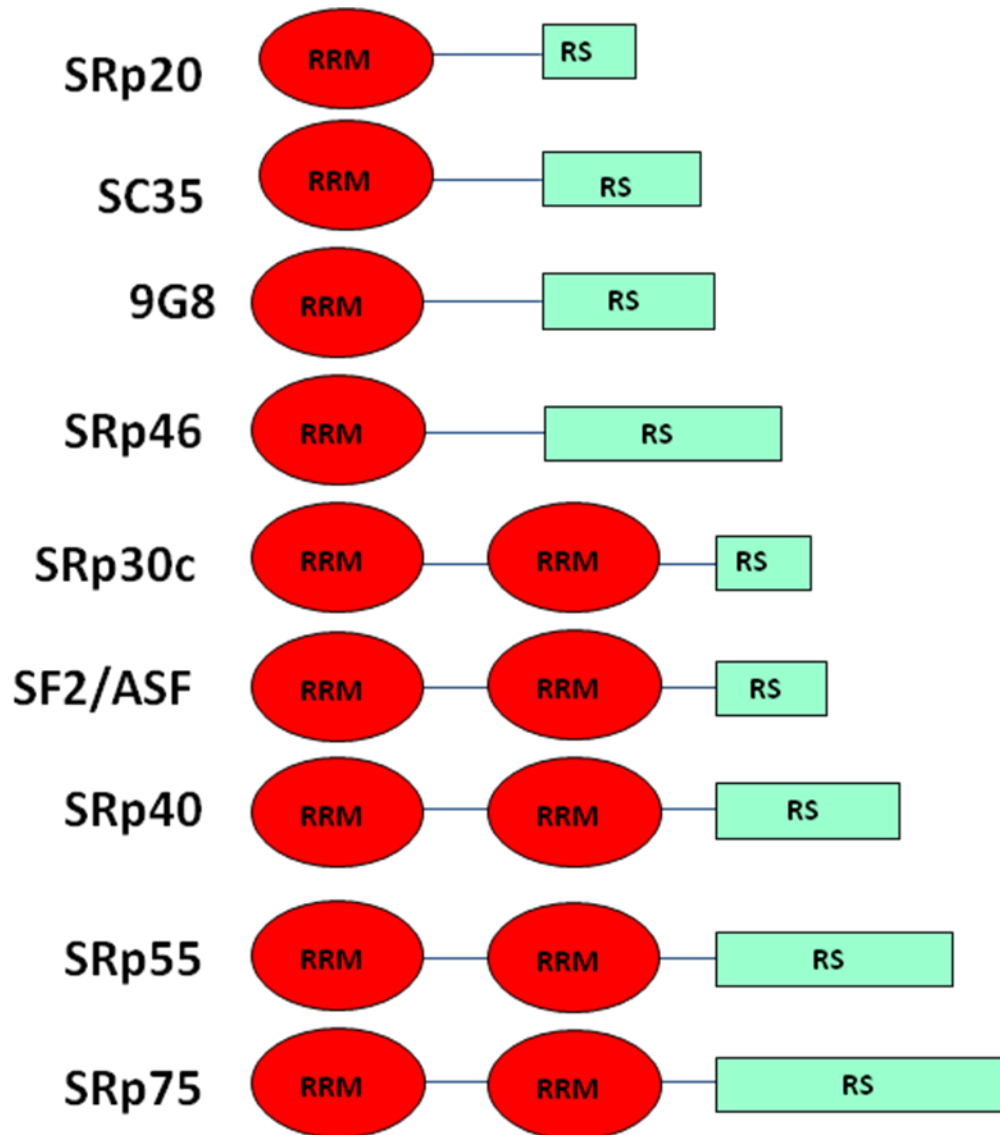 SRp20 RRM RS
SC35 RRM RS
9G8 RRM RS
SRp46 RRM RS
SRp30c RRM RRM RS
SF2/ASF RRM RRM RS
SRp40 RRM RRM RS
SRp55 RRM RRM RS
SRp75 RRM RRM RS